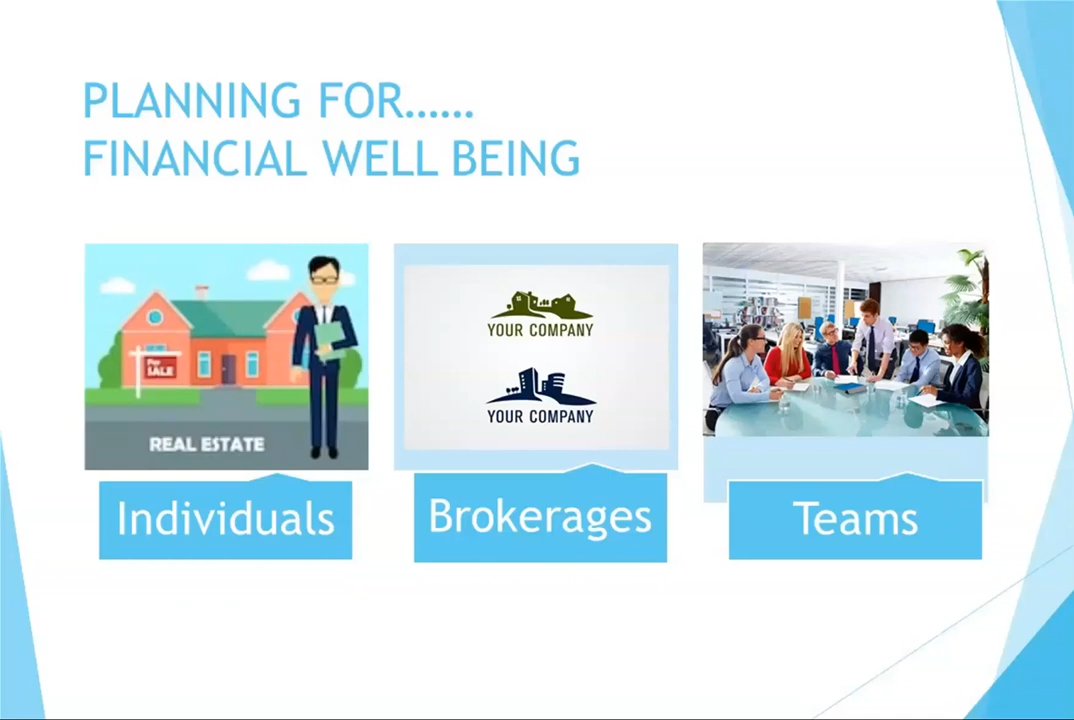 PLANNING FOR......
FINANCIAL WELL BEING
For
SALE
REAL ESTATE
YOUR COMPANY
YOUR COMPANY
Individuals
Brokerages
Teams